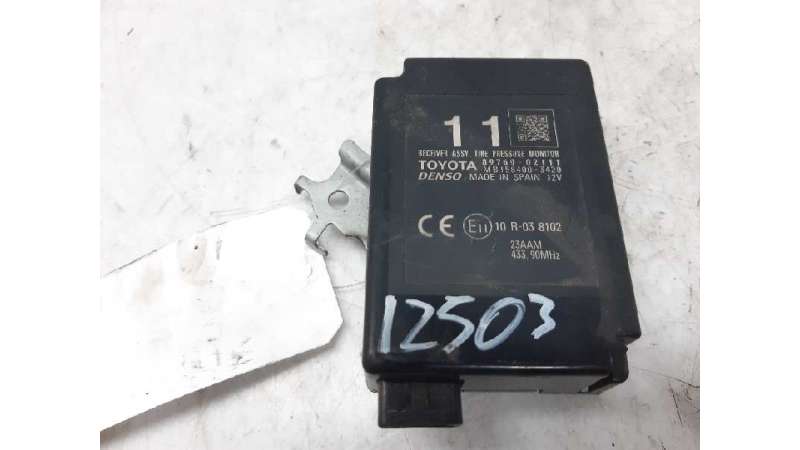 11
RECEIVER ASSY, TIRE PRESSURE MONITOR
TOYOTA 89769-02111
DENSO MB158400-3420
MADE IN SPAIN 12V
CE E11 10 R-03 8102
23AAM
433.90MHz
12503